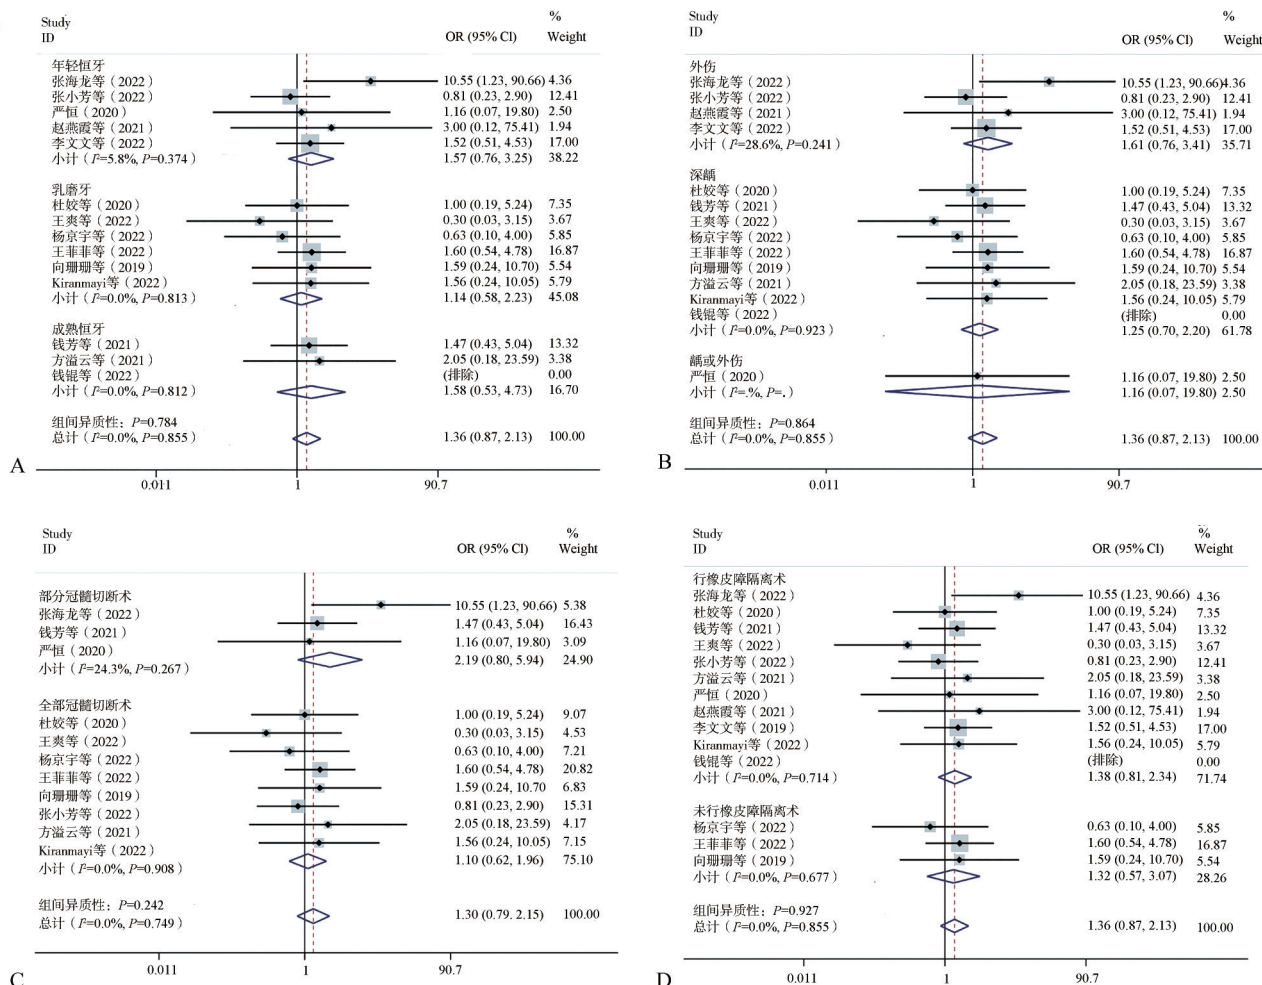 Study
ID
OR (95% CI)
%
Weight
年轻恒牙
张海龙等（2022） 10.55 (1.23, 90.66) 4.36
张小芳等（2022） 0.81 (0.23, 2.90) 12.41
严恒（2020） 1.16 (0.07, 19.80) 2.50
赵燕霞等（2021） 3.00 (0.12, 75.41) 1.94
李文文等（2022） 1.52 (0.51, 4.53) 17.00
小计（I²=5.8%, P=0.374） 1.57 (0.76, 3.25) 38.22
乳磨牙
杜姣等（2020） 1.00 (0.19, 5.24) 7.35
王爽等（2022） 0.30 (0.03, 3.15) 3.67
杨京宇等（2022） 0.63 (0.10, 4.00) 5.85
王菲菲等（2022） 1.60 (0.54, 4.78) 16.87
向珊珊等（2019） 1.59 (0.24, 10.70) 5.54
Kiranmayi等（2022） 1.56 (0.24, 10.05) 5.79
小计（I²=0.0%, P=0.813） 1.14 (0.58, 2.23) 45.08
成熟恒牙
钱芳等（2021） 1.47 (0.43, 5.04) 13.32
方溢云等（2021） 2.05 (0.18, 23.59) 3.38
钱锟等（2022） (排除) 0.00
小计（I²=0.0%, P=0.812） 1.58 (0.53, 4.73) 16.70
组间异质性：P=0.784
总计（I²=0.0%, P=0.855） 1.36 (0.87, 2.13) 100.00
A
0.011 1 90.7
Study
ID
OR (95% CI)
%
Weight
外伤
张海龙等（2022） 10.55 (1.23, 90.66) 4.36
张小芳等（2022） 0.81 (0.23, 2.90) 12.41
赵燕霞等（2021） 3.00 (0.12, 75.41) 1.94
李文文等（2022） 1.52 (0.51, 4.53) 17.00
小计（I²=28.6%, P=0.241） 1.61 (0.76, 3.41) 35.71
深龋
杜姣等（2020） 1.00 (0.19, 5.24) 7.35
钱芳等（2021） 1.47 (0.43, 5.04) 13.32
王爽等（2022） 0.30 (0.03, 3.15) 3.67
杨京宇等（2022） 0.63 (0.10, 4.00) 5.85
王菲菲等（2022） 1.60 (0.54, 4.78) 16.87
向珊珊等（2019） 1.59 (0.24, 10.70) 5.54
方溢云等（2021） 2.05 (0.18, 23.59) 3.38
Kiranmayi等（2022） 1.56 (0.24, 10.05) 5.79
钱锟等（2022） (排除) 0.00
小计（I²=0.0%, P=0.923） 1.25 (0.70, 2.20) 61.78
龋或外伤
严恒（2020） 1.16 (0.07, 19.80) 2.50
小计（I²=.%, P=.） 1.16 (0.07, 19.80) 2.50
组间异质性：P=0.864
总计（I²=0.0%, P=0.855） 1.36 (0.87, 2.13) 100.00
B
0.011 1 90.7
Study
ID
OR (95% CI)
%
Weight
部分冠髓切断术
张海龙等（2022） 10.55 (1.23, 90.66) 5.38
钱芳等（2021） 1.47 (0.43, 5.04) 16.43
严恒（2020） 1.16 (0.07, 19.80) 3.09
小计（I²=24.3%, P=0.267） 2.19 (0.80, 5.94) 24.90
全部冠髓切断术
杜姣等（2020） 1.00 (0.19, 5.24) 9.07
王爽等（2022） 0.30 (0.03, 3.15) 4.53
杨京宇等（2022） 0.63 (0.10, 4.00) 7.21
王菲菲等（2022） 1.60 (0.54, 4.78) 20.82
向珊珊等（2019） 1.59 (0.24, 10.70 6.83
张小芳等（2022） 0.81 (0.23, 2.90) 15.31
方溢云等（2021） 2.05 (0.18, 23.59) 4.17
Kiranmayi等（2022） 1.56 (0.24, 10.05) 7.15
小计（I²=0.0%, P=0.908） 1.10 (0.62, 1.96) 75.10
组间异质性：P=0.242
总计（I²=0.0%, P=0.749） 1.30 (0.79. 2.15) 100.00
C
0.011 1 90.7
Study
ID
OR (95% CI)
%
Weight
行橡皮障隔离术
张海龙等（2022） 10.55 (1.23, 90.66) 4.36
杜姣等（2020） 1.00 (0.19, 5.24) 7.35
钱芳等（2021） 1.47 (0.43, 5.04) 13.32
王爽等（2022） 0.30 (0.03, 3.15) 3.67
张小芳等（2022） 0.81 (0.23, 2.90) 12.41
方溢云等（2021） 2.05 (0.18, 23.59) 3.38
严恒（2020） 1.16 (0.07, 19.80) 2.50
赵燕霞等（2021） 3.00 (0.12, 75.41) 1.94
李文文等（2019） 1.52 (0.51, 4.53) 17.00
Kiranmayi等（2022） 1.56 (0.24, 10.05) 5.79
钱锟等（2022） (排除) 0.00
小计（I²=0.0%, P=0.714） 1.38 (0.81, 2.34) 71.74
未行橡皮障隔离术
杨京宇等（2022） 0.63 (0.10, 4.00) 5.85
王菲菲等（2022） 1.60 (0.54, 4.78) 16.87
向珊珊等（2019） 1.59 (0.24, 10.70) 5.54
小计（I²=0.0%, P=0.677） 1.32 (0.57, 3.07) 28.26
组间异质性：P=0.927
总计（I²=0.0%, P=0.855） 1.36 (0.87, 2.13) 100.00
D
0.011 1 90.7